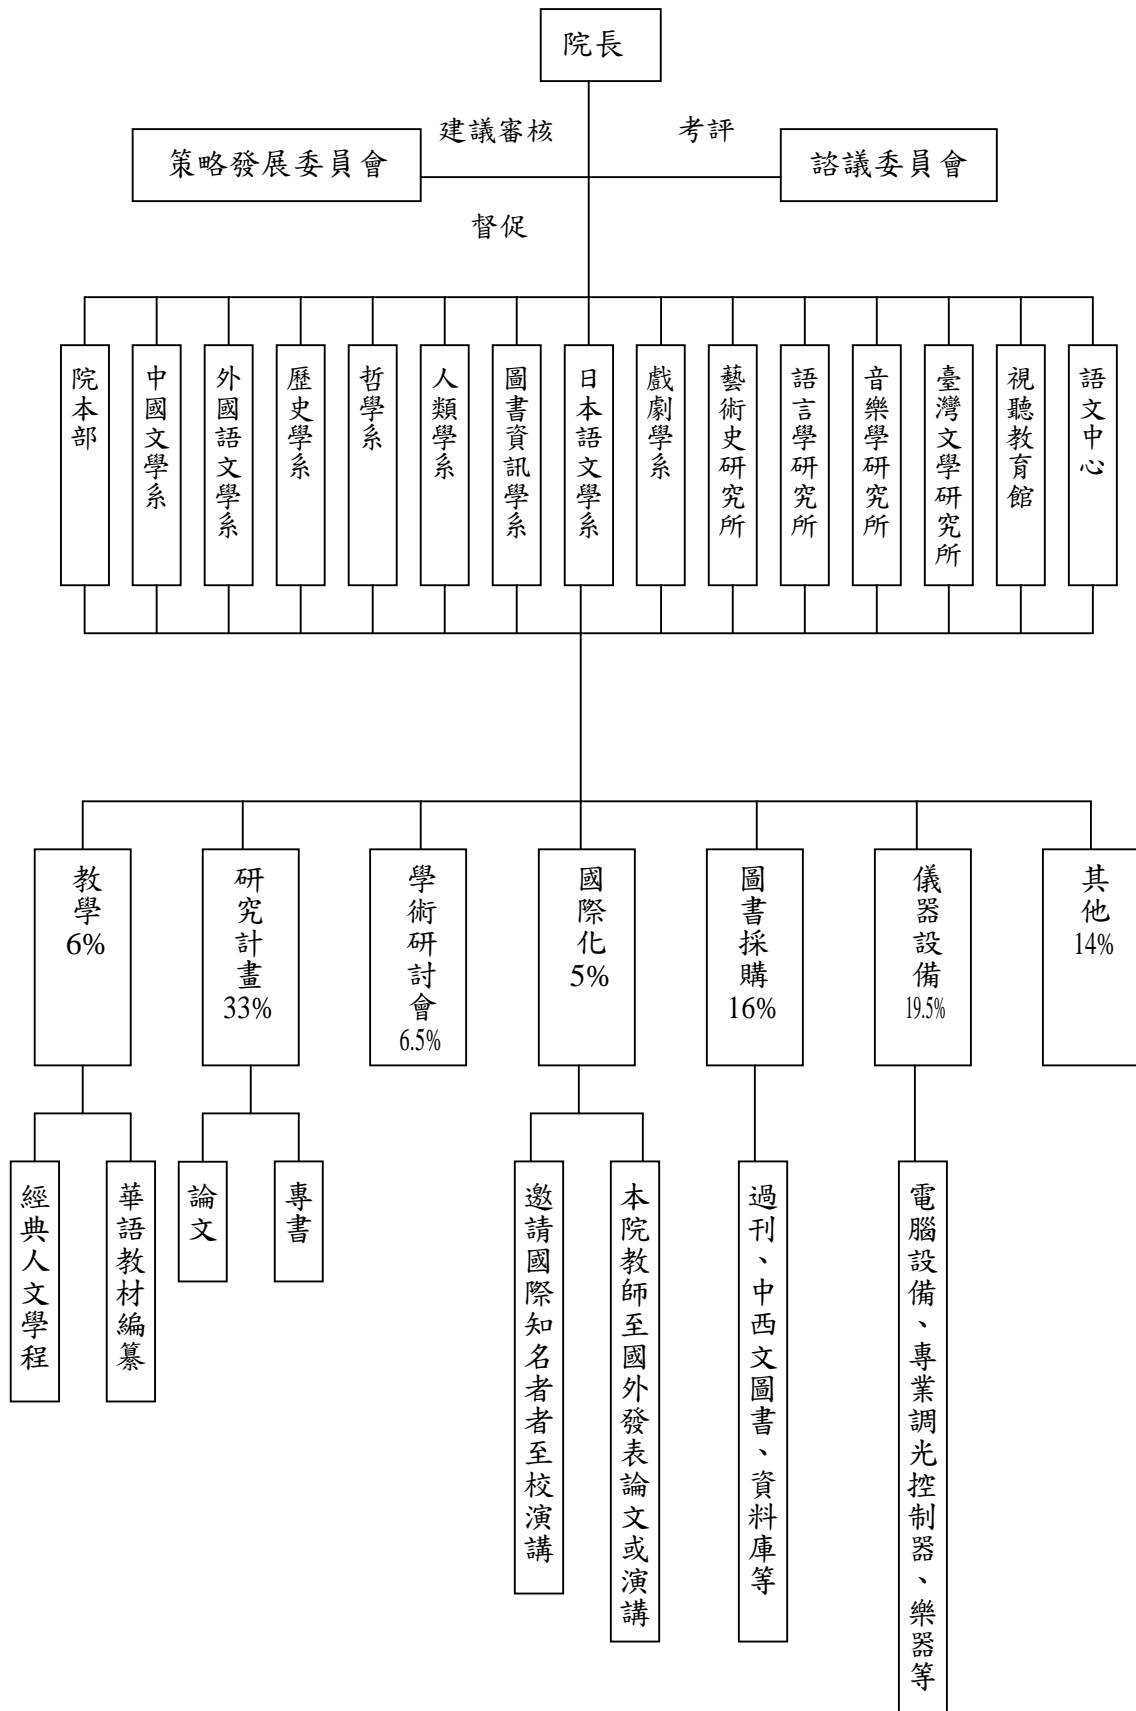 院長
建議審核
考評
策略發展委員會
諮議委員會
督促
院本部
中國文學系
外國語文學系
歷史學系
哲學系
人類學系
圖書資訊學系
日本語文學系
戲劇學系
藝術史研究所
語言學研究所
音樂學研究所
臺灣文學研究所
視聽教育館
語文中心
教學
6%
研究計畫
33%
學術研討會
6.5%
國際化
5%
圖書採購
16%
儀器設備
19.5%
其他
14%
經典人文學程
華語教材編纂
論文
專書
邀請國際知名者者至校演講
本院教師至國外發表論文或演講
過刊、中西文圖書、資料庫等
電腦設備、專業調光控制器、樂器等